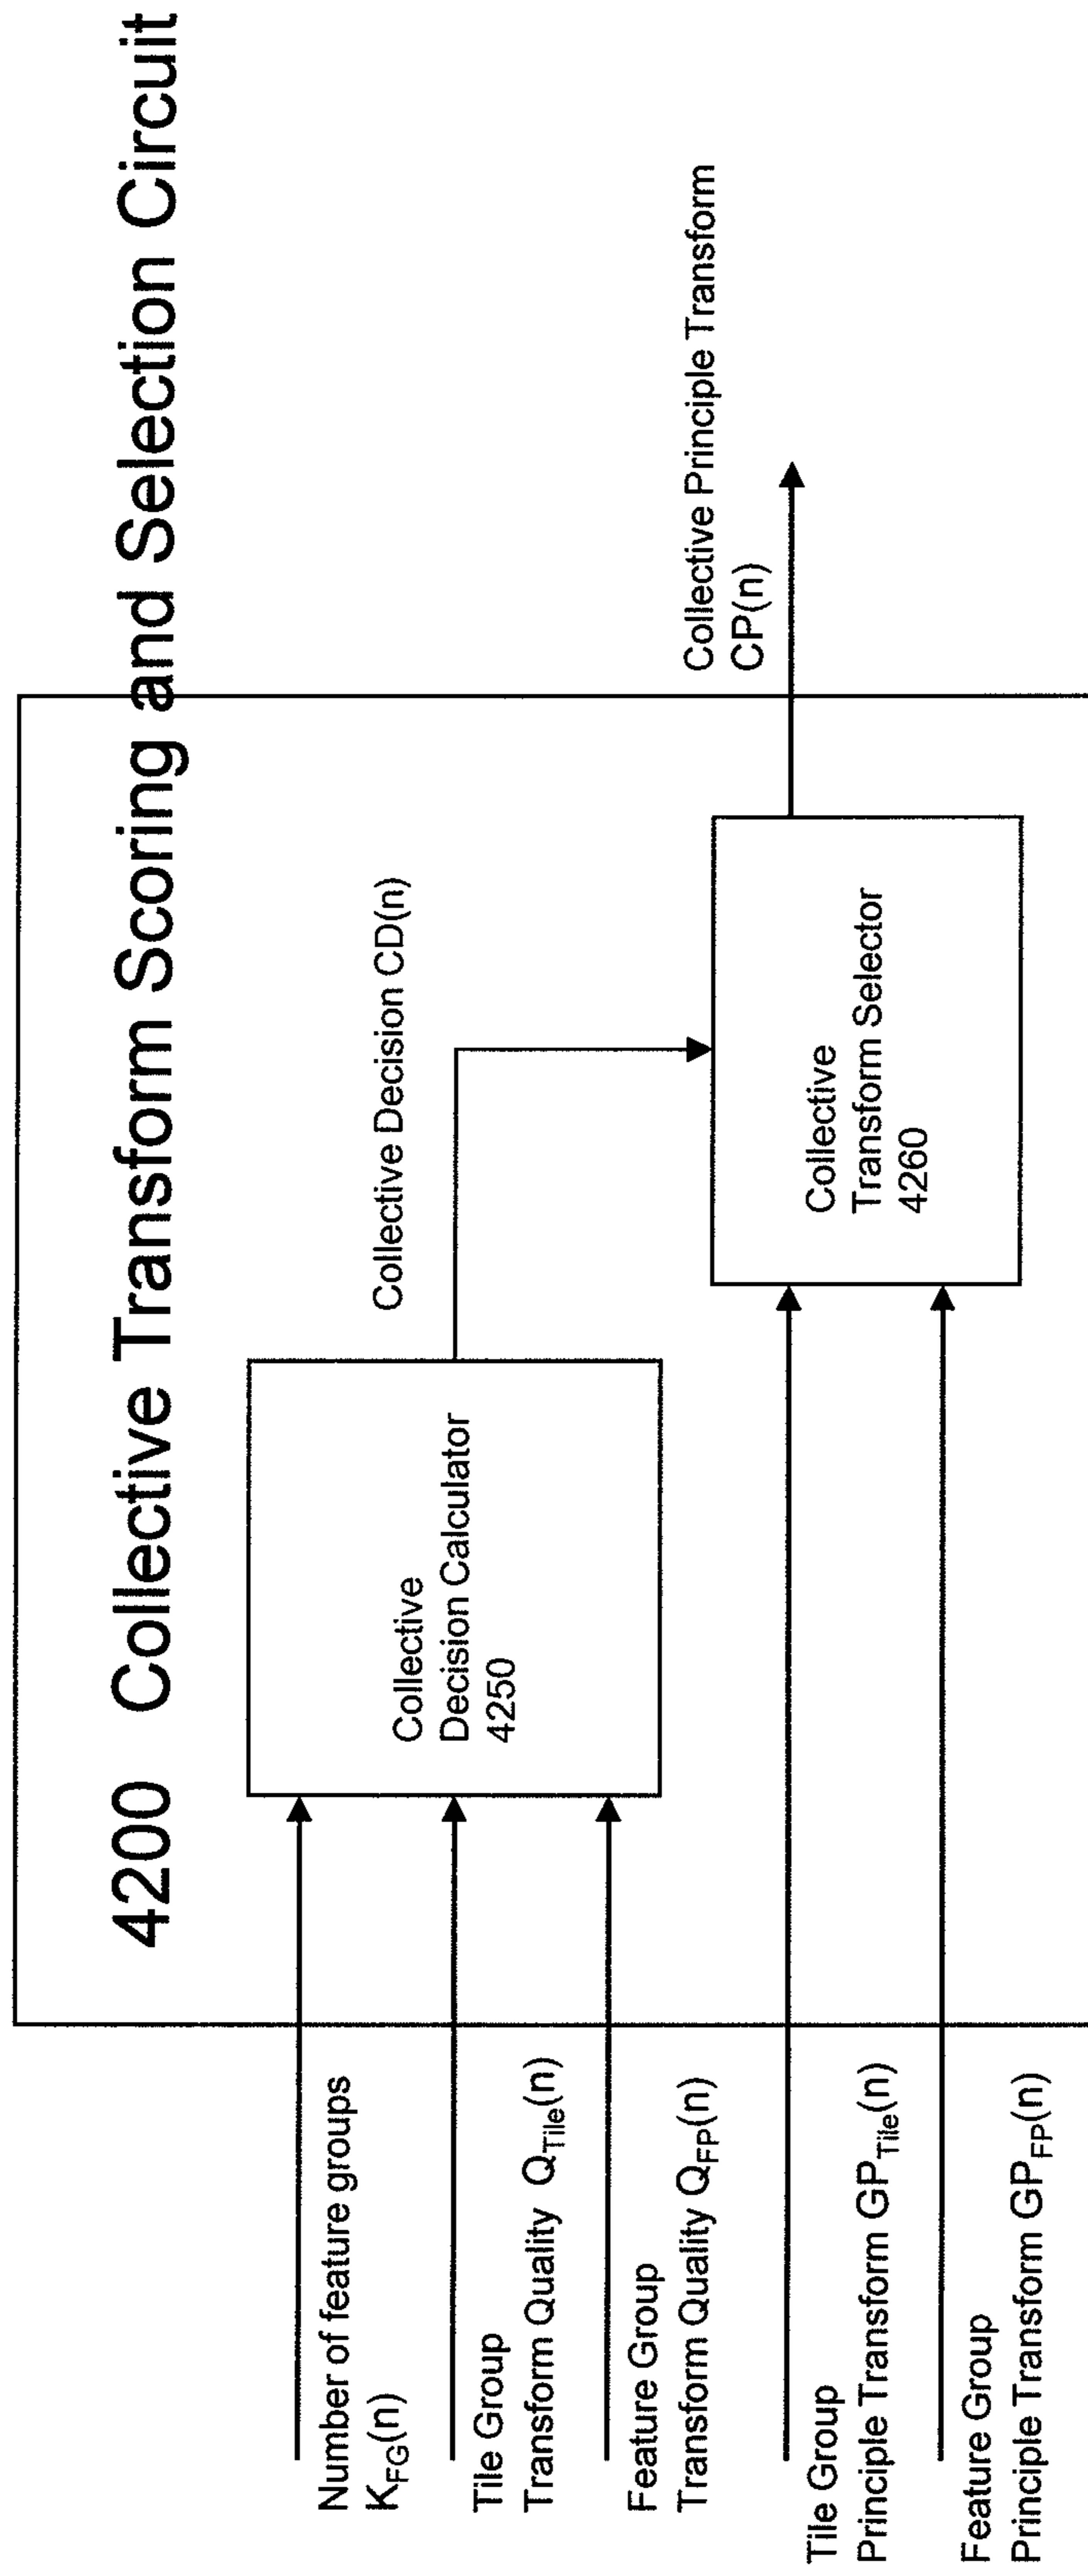 4200 Collective Transform Scoring and Selection Circuit
Number of feature groups
K_FG(n)
Tile Group
Transform Quality Q_Tile(n)
Feature Group
Transform Quality Q_FP(n)
Tile Group
Principle Transform GP_Tile(n)
Feature Group
Principle Transform GP_FP(n)
Collective
Decision Calculator
4250
Collective Decision CD(n)
Collective
Transform Selector
4260
Collective Principle Transform
CP(n)